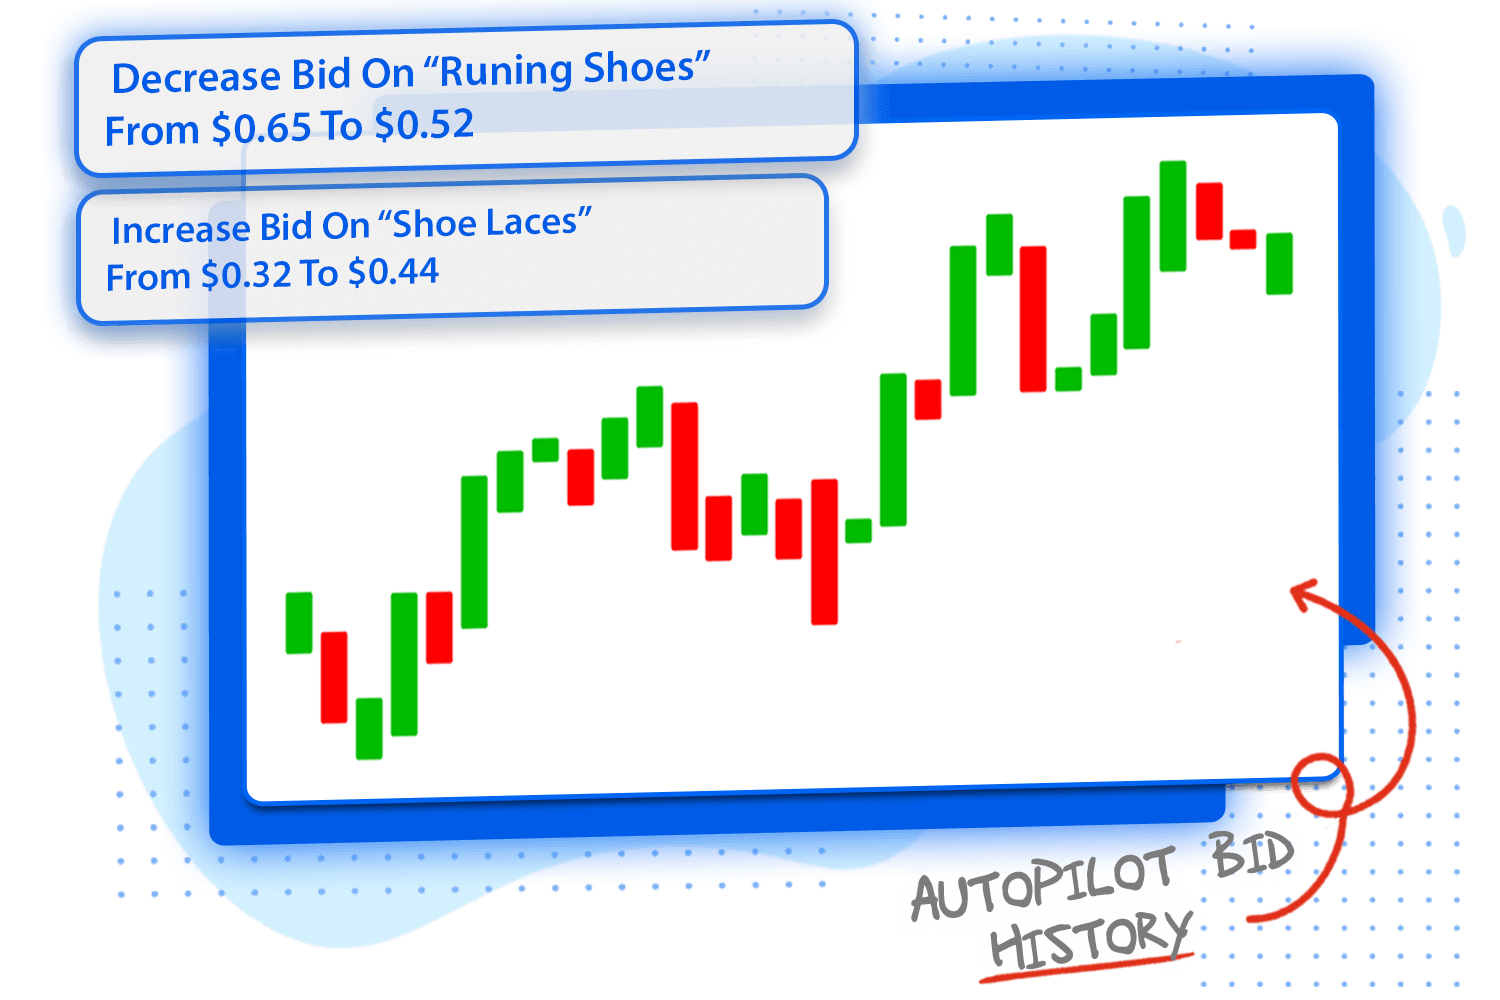 Decrease Bid On “Runing Shoes”
From $0.65 To $0.52
Increase Bid On “Shoe Laces”
From $0.32 To $0.44
AUTOPILOT BID
HISTORY